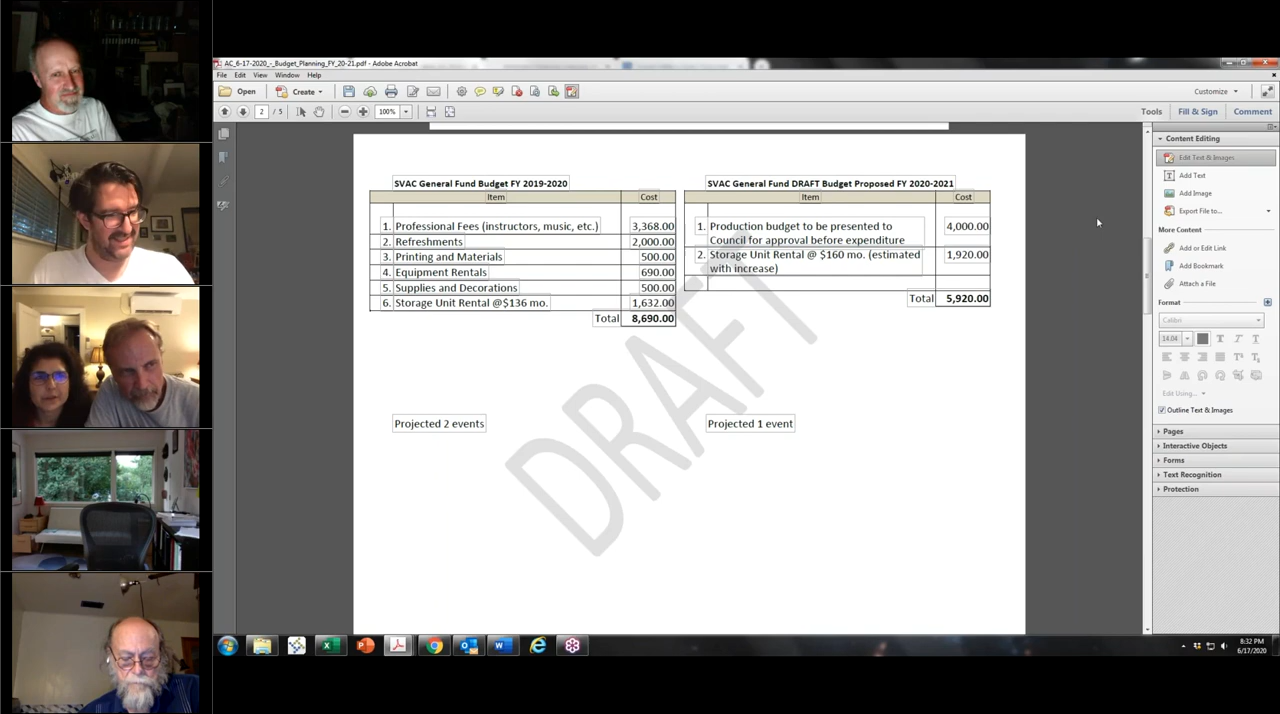 AC_6-17-2020_-_Budget_Planning_FY_20-21.pdf - Adobe Acrobat
File Edit View Window Help
Open Create Customize
2 / 5 100% Tools Fill & Sign Comment
SVAC General Fund Budget FY 2019-2020
Item Cost
1. Professional Fees (instructors, music, etc.) 3,368.00
2. Refreshments 2,000.00
3. Printing and Materials 500.00
4. Equipment Rentals 690.00
5. Supplies and Decorations 500.00
6. Storage Unit Rental @$136 mo. 1,632.00
Total 8,690.00
Projected 2 events
SVAC General Fund DRAFT Budget Proposed FY 2020-2021
Item Cost
1. Production budget to be presented to 4,000.00
Council for approval before expenditure
2. Storage Unit Rental @ $160 mo. (estimated 1,920.00
with increase)
Total 5,920.00
Projected 1 event
DRAFT
Content Editing
Edit Text & Images
Add Text
Add Image
Export File to...
More Content
Add or Edit Link
Add Bookmark
Attach a File
Format
Calibri
14.04
Edit Using...
Outline Text & Images
Pages
Interactive Objects
Forms
Text Recognition
Protection
8:32 PM
6/17/2020